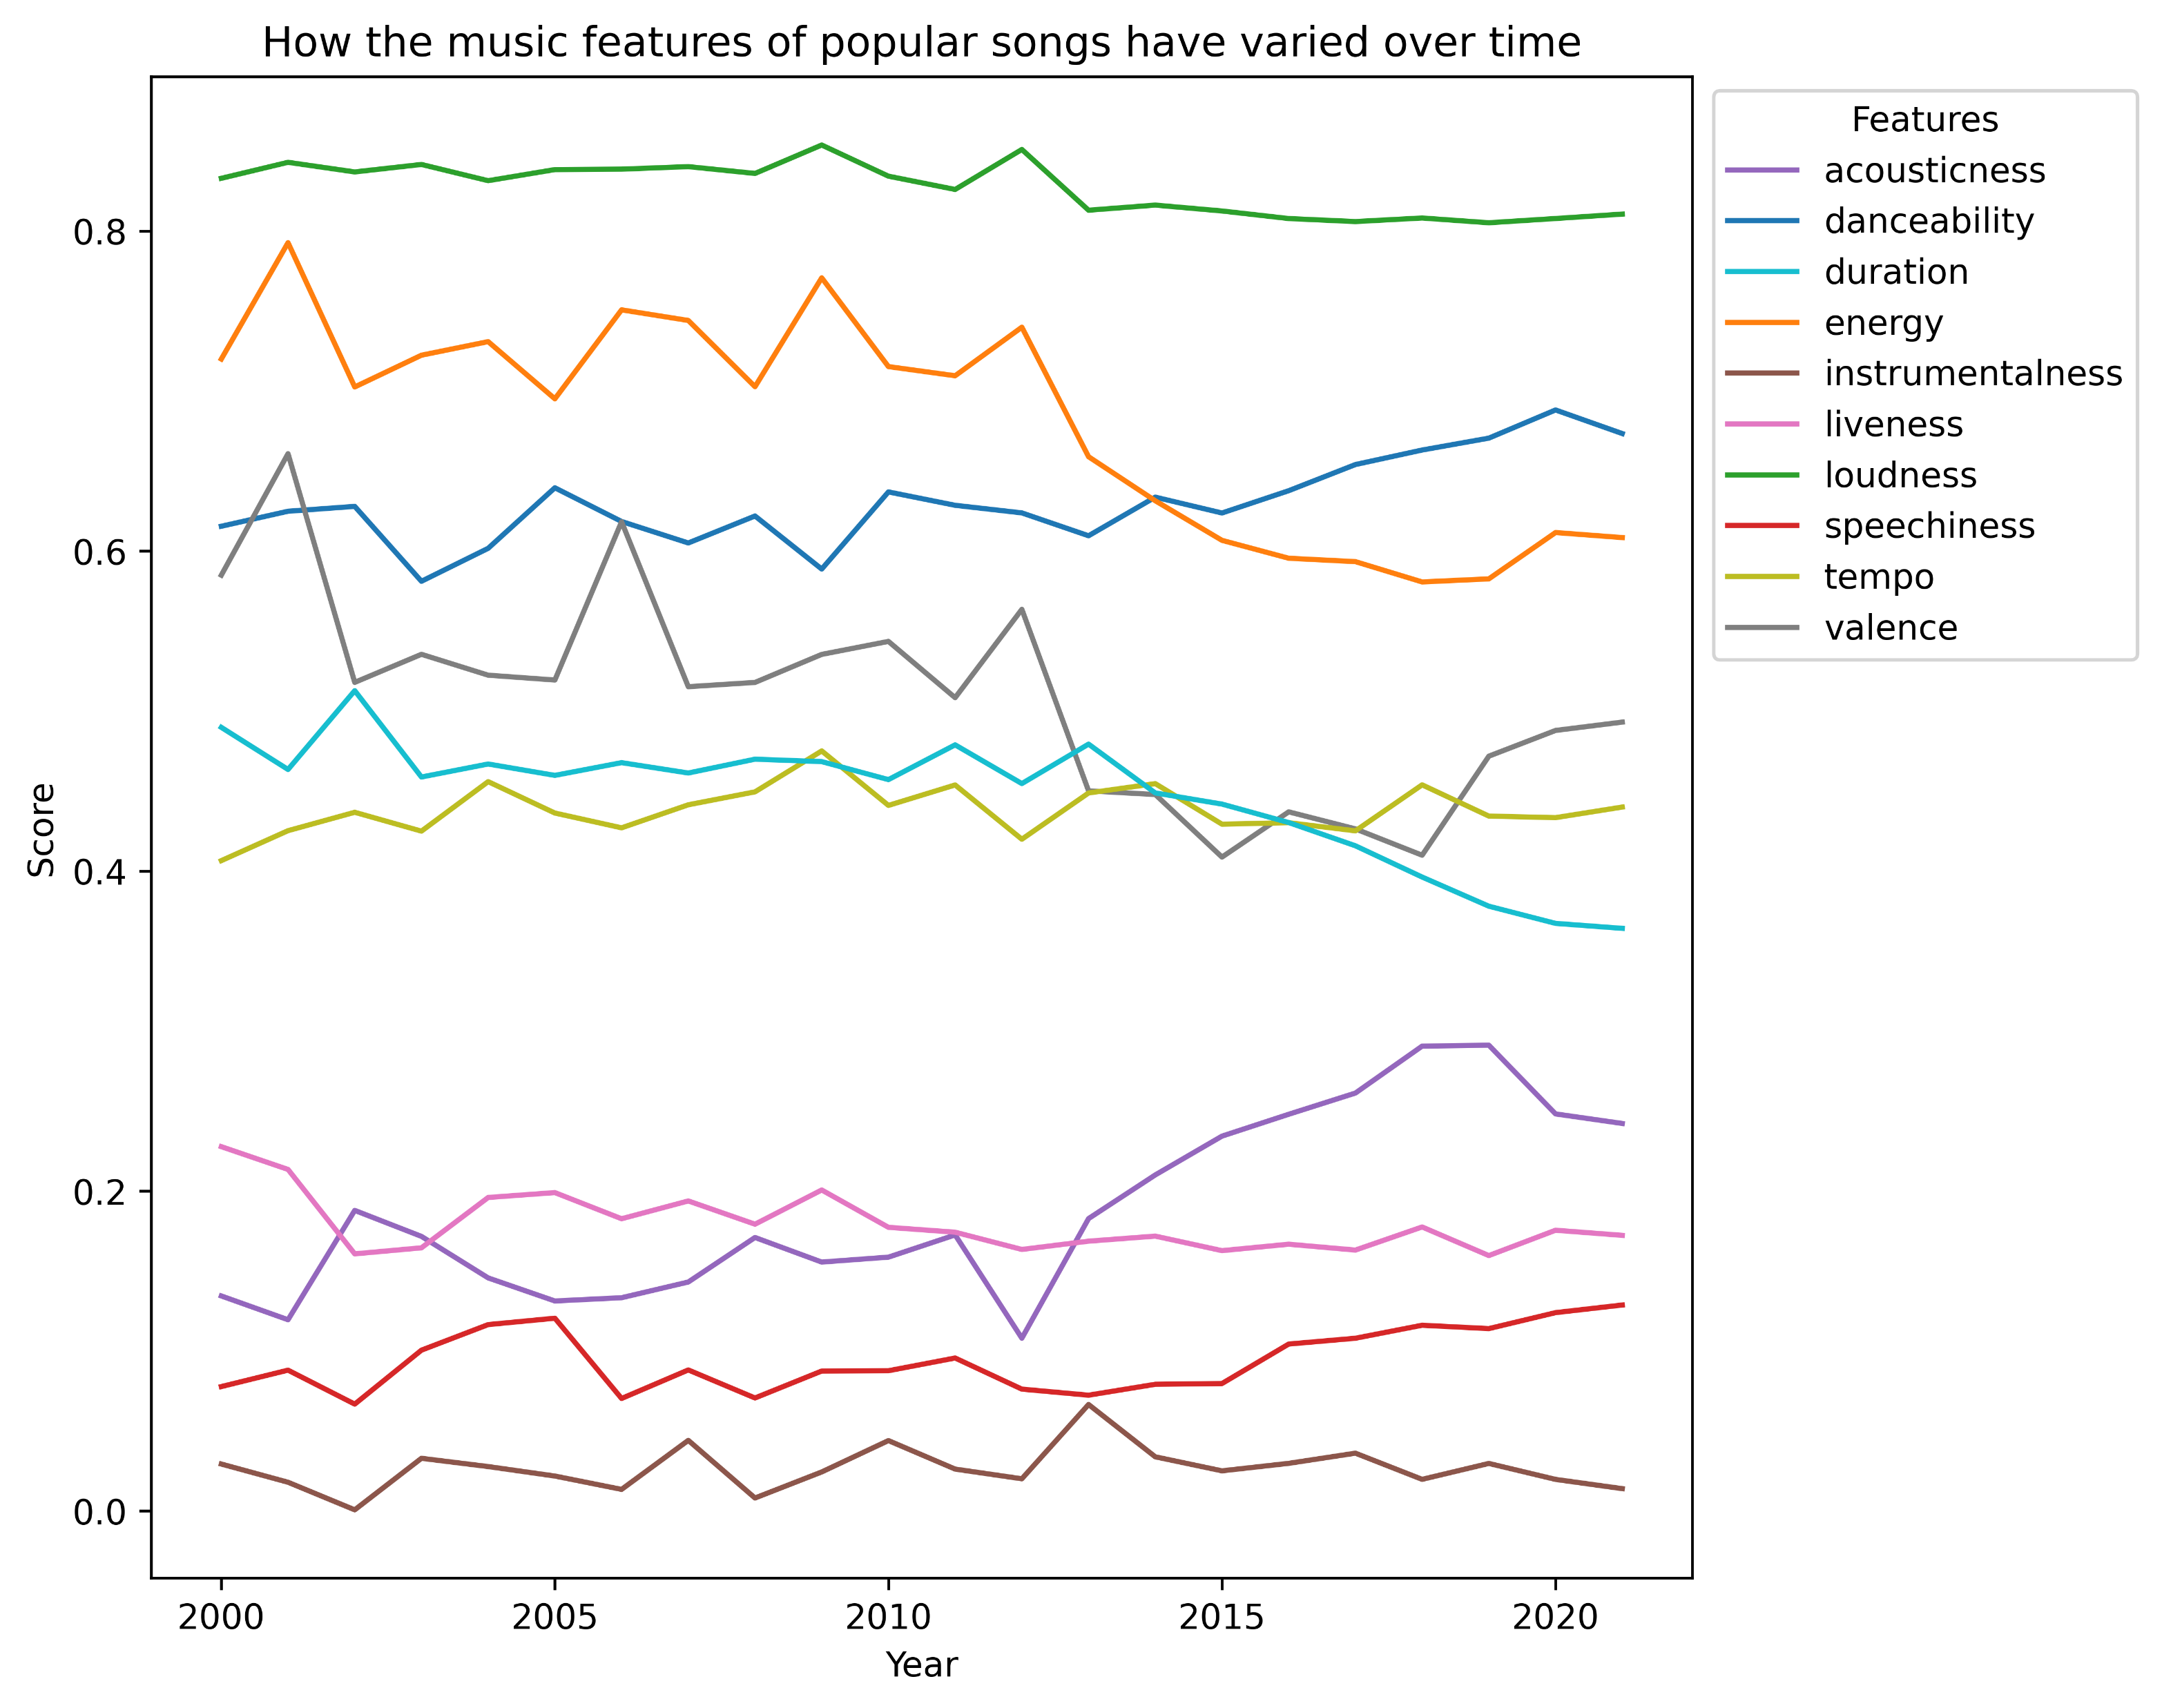 How the music features of popular songs have varied over time
Features
acousticness
danceability
duration
energy
instrumentalness
liveness
loudness
speechiness
tempo
valence
0.8
0.6
0.4
0.2
0.0
Score
2000 2005 2010 2015 2020
Year